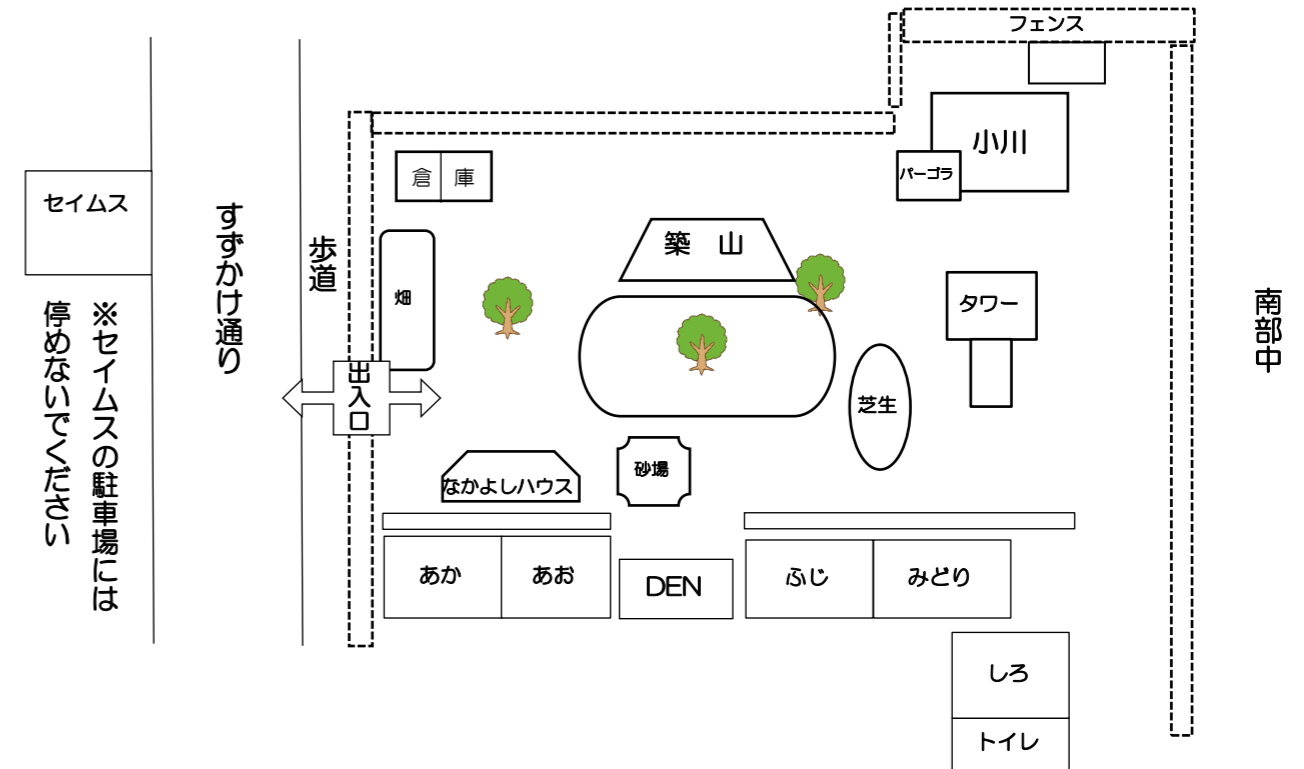 フェンス
小川
パーゴラ
倉 庫
セイムス
すずかけ通り
歩道
築 山
畑
タワー
南部中
※セイムスの駐車場には
停めないでください
出入口
芝生
砂場
なかよしハウス
あか
あお
DEN
ふじ
みどり
しろ
トイレ